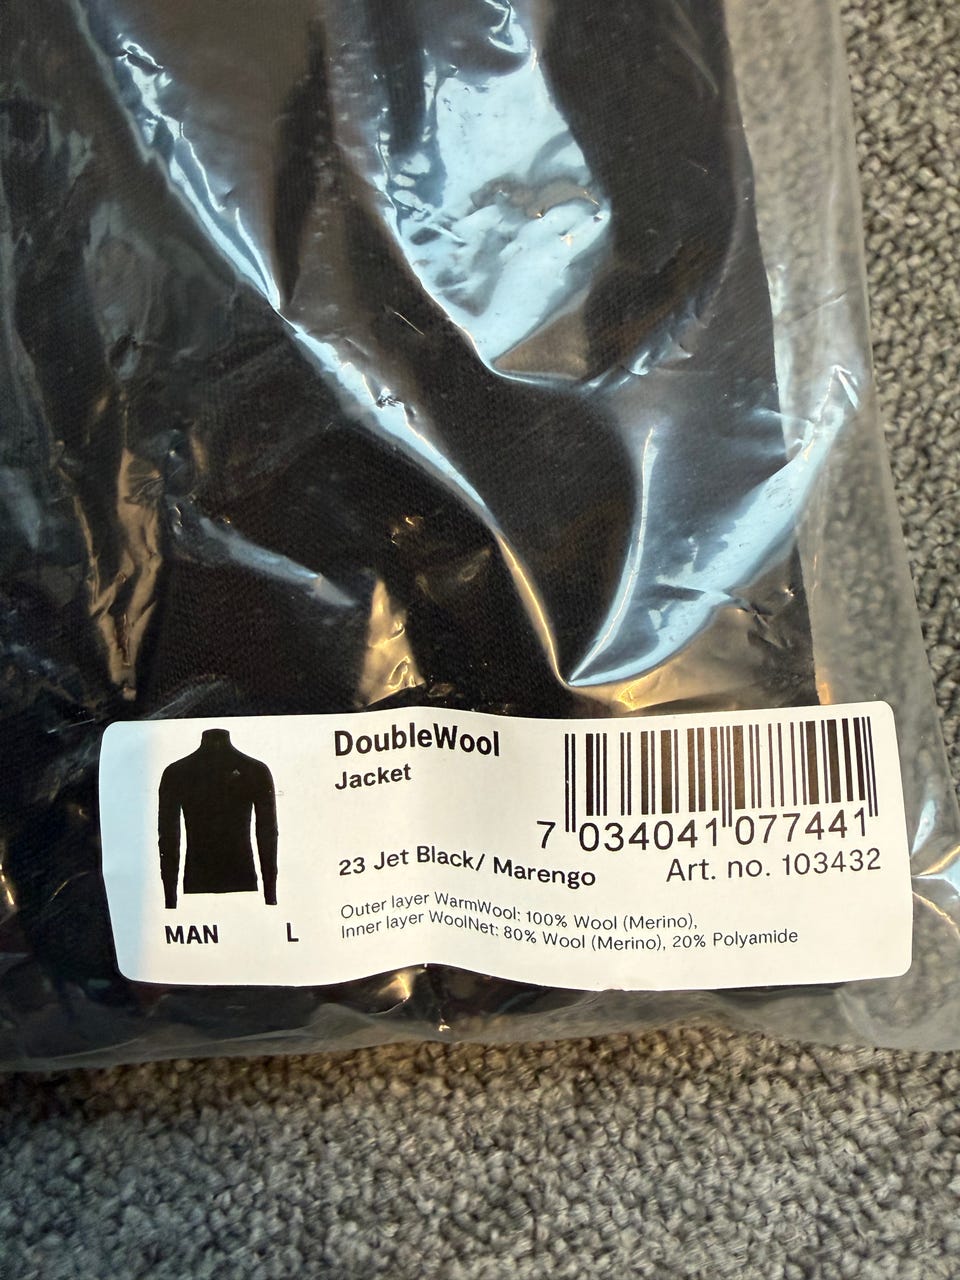 DoubleWool
Jacket
7 034041 077441
23 Jet Black/ Marengo
Art. no. 103432
Outer layer WarmWool: 100% Wool (Merino),
Inner layer WoolNet: 80% Wool (Merino), 20% Polyamide
MAN L